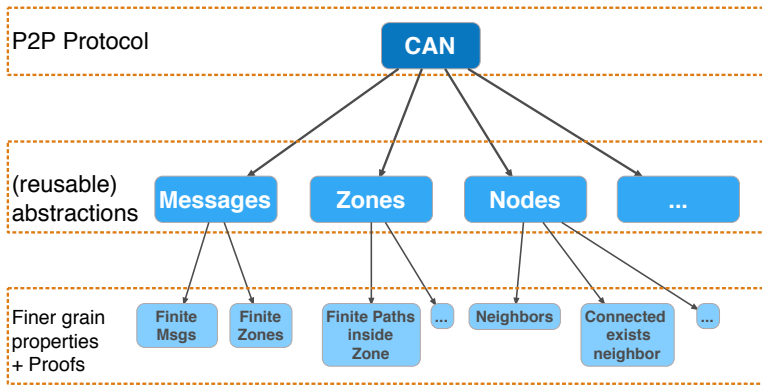 P2P Protocol
CAN
(reusable)
abstractions
Messages
Zones
Nodes
...
Finer grain
properties
+ Proofs
Finite
Msgs
Finite
Zones
Finite Paths
inside
Zone
...
Neighbors
Connected
exists
neighbor
...